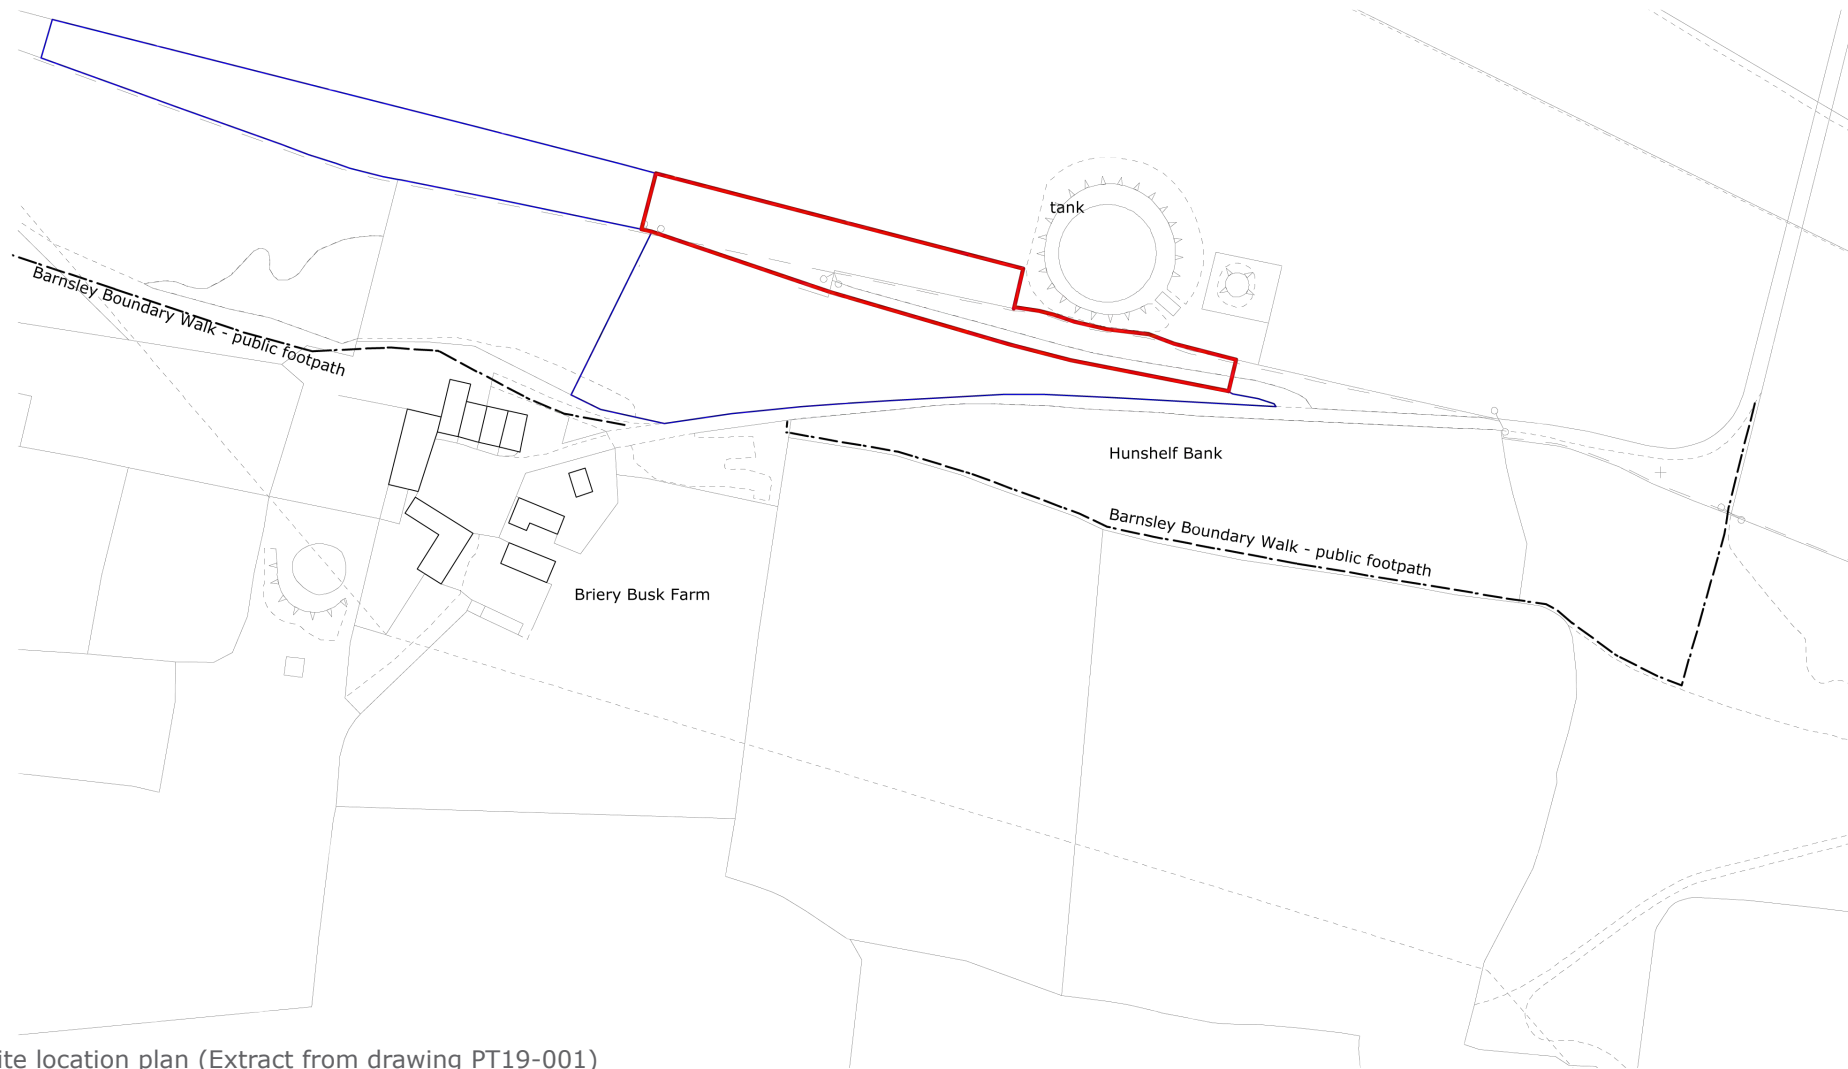 tank
Barnsley Boundary Walk - public footpath
Hunshelf Bank
Barnsley Boundary Walk - public footpath
Briery Busk Farm
ite location plan (Extract from drawing PT19-001)